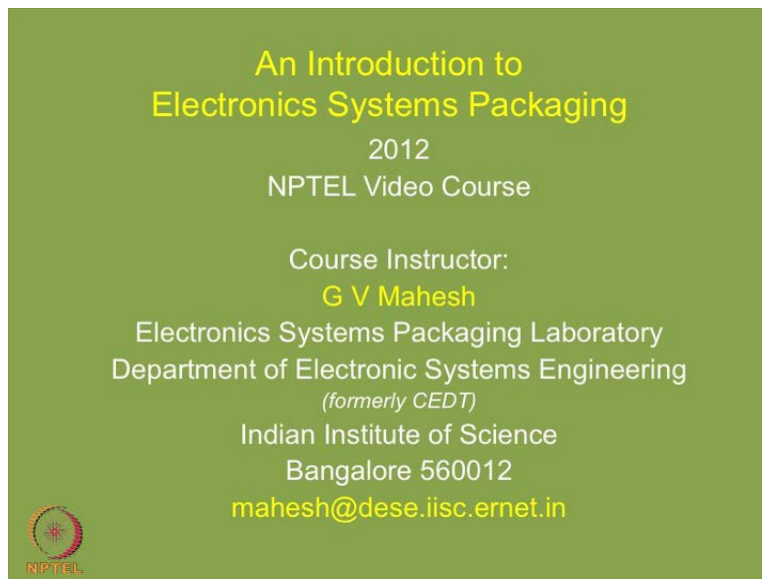 An Introduction to
Electronics Systems Packaging
2012
NPTEL Video Course
Course Instructor:
G V Mahesh
Electronics Systems Packaging Laboratory
Department of Electronic Systems Engineering
(formerly CEDT)
Indian Institute of Science
Bangalore 560012
mahesh@dese.iisc.ernet.in
NPTEL